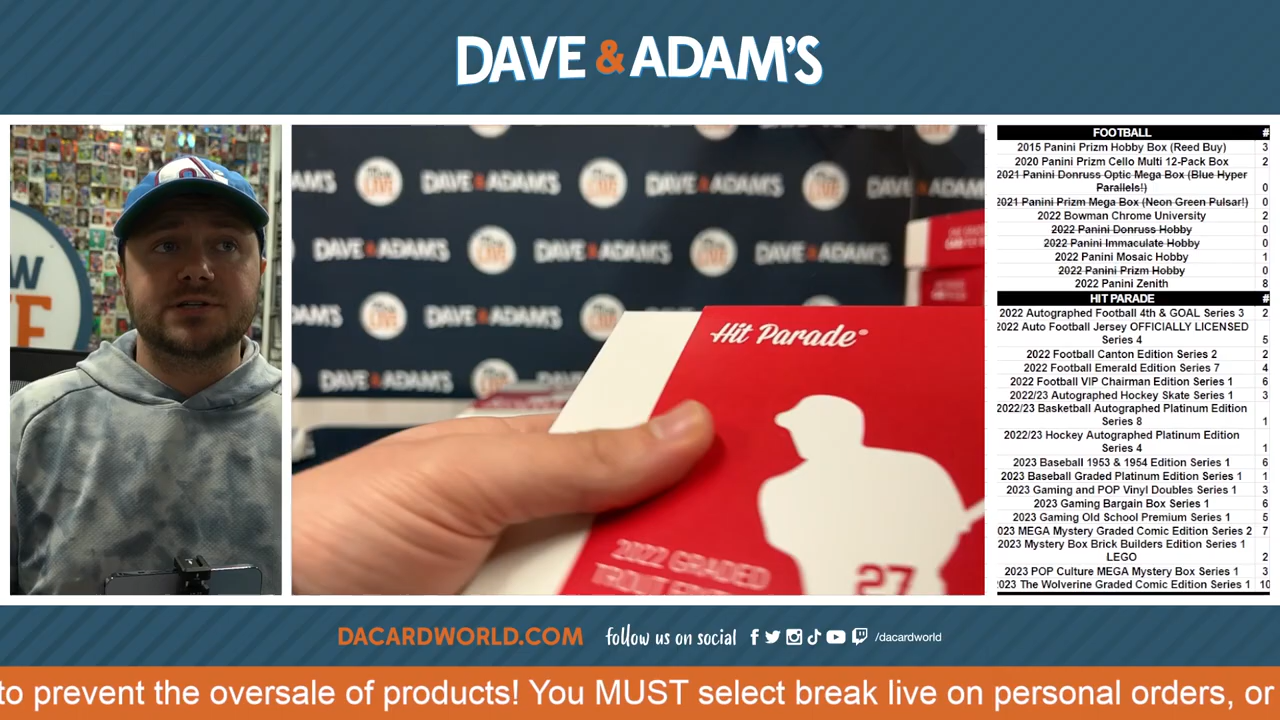 DAVE & ADAM'S
DAVE & ADAM'S
DAVE & ADAM'S
DAVE & ADAM'S
DAVE & ADAM'S
DAVE & ADAM'S
Hit Parade
2022 GRADED
27
FOOTBALL #
2015 Panini Prizm Hobby Box (Reed Buy) 3
2020 Panini Prizm Cello Multi 12-Pack Box 2
2021 Panini Donruss Optic Mega Box (Blue Hyper
Parallels!) 0
2021 Panini Prizm Mega Box (Neon Green Pulsar!) 0
2022 Bowman Chrome University 2
2022 Panini Donruss Hobby 0
2022 Panini Immaculate Hobby 0
2022 Panini Mosaic Hobby 1
2022 Panini Prizm Hobby 0
2022 Panini Zenith 8
HIT PARADE #
2022 Autographed Football 4th & GOAL Series 3 2
2022 Auto Football Jersey OFFICIALLY LICENSED
Series 4 5
2022 Football Canton Edition Series 2 2
2022 Football Emerald Edition Series 7 4
2022 Football VIP Chairman Edition Series 1 6
2022/23 Autographed Hockey Skate Series 1 3
2022/23 Basketball Autographed Platinum Edition
Series 8 1
2022/23 Hockey Autographed Platinum Edition
Series 4 1
2023 Baseball 1953 & 1954 Edition Series 1 6
2023 Baseball Graded Platinum Edition Series 1 1
2023 Gaming and POP Vinyl Doubles Series 1 3
2023 Gaming Bargain Box Series 1 6
2023 Gaming Old School Premium Series 1 5
023 MEGA Mystery Graded Comic Edition Series 2 7
2023 Mystery Box Brick Builders Edition Series 1
LEGO 2
2023 POP Culture MEGA Mystery Box Series 1 3
2023 The Wolverine Graded Comic Edition Series 1 10
DACARDWORLD.COM follow us on social /dacardworld
to prevent the oversale of products! You MUST select break live on personal orders, or